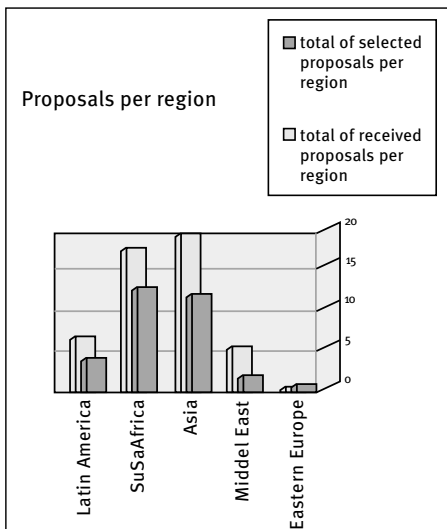 total of selected
proposals per
region
Proposals per region
total of received
proposals per
region
20
15
10
5
0
Latin America
SuSaAfrica
Asia
Middel East
Eastern Europe